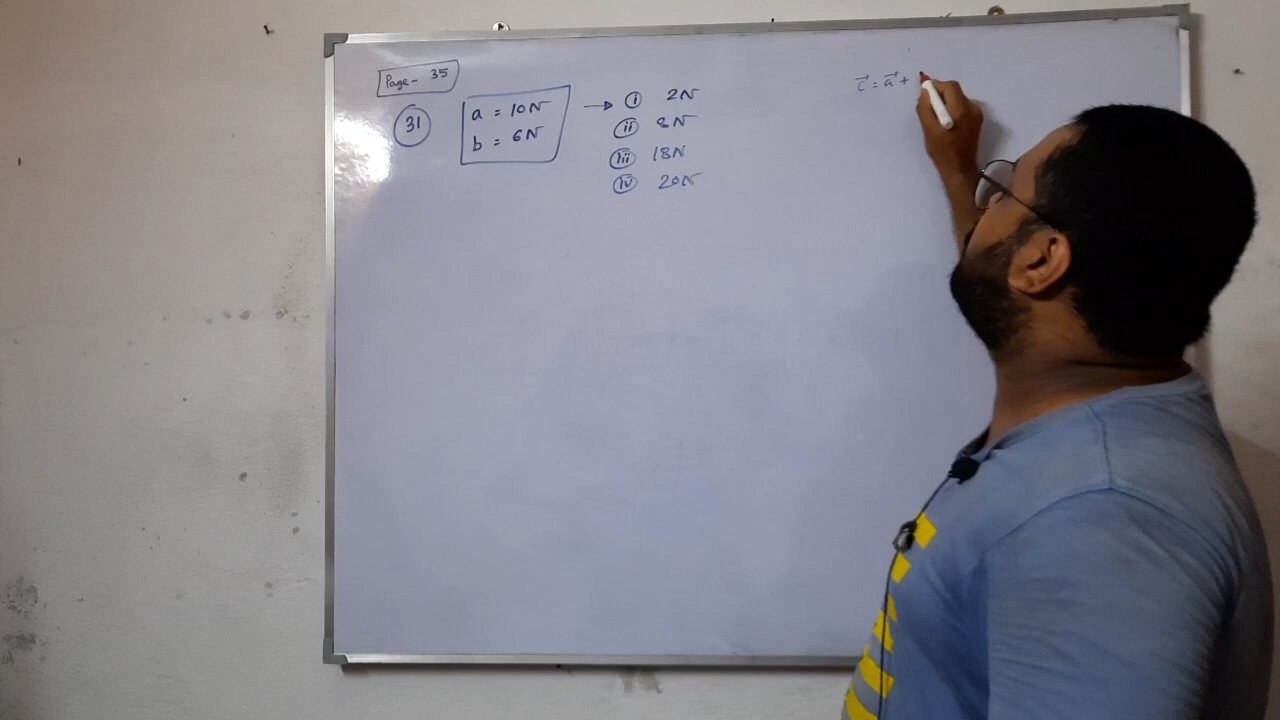 Page - 35
31
a = 10N
b = 6N
→ i 2N
ii 8N
iii 18N
iv 20N
c⃗ = a⃗ +